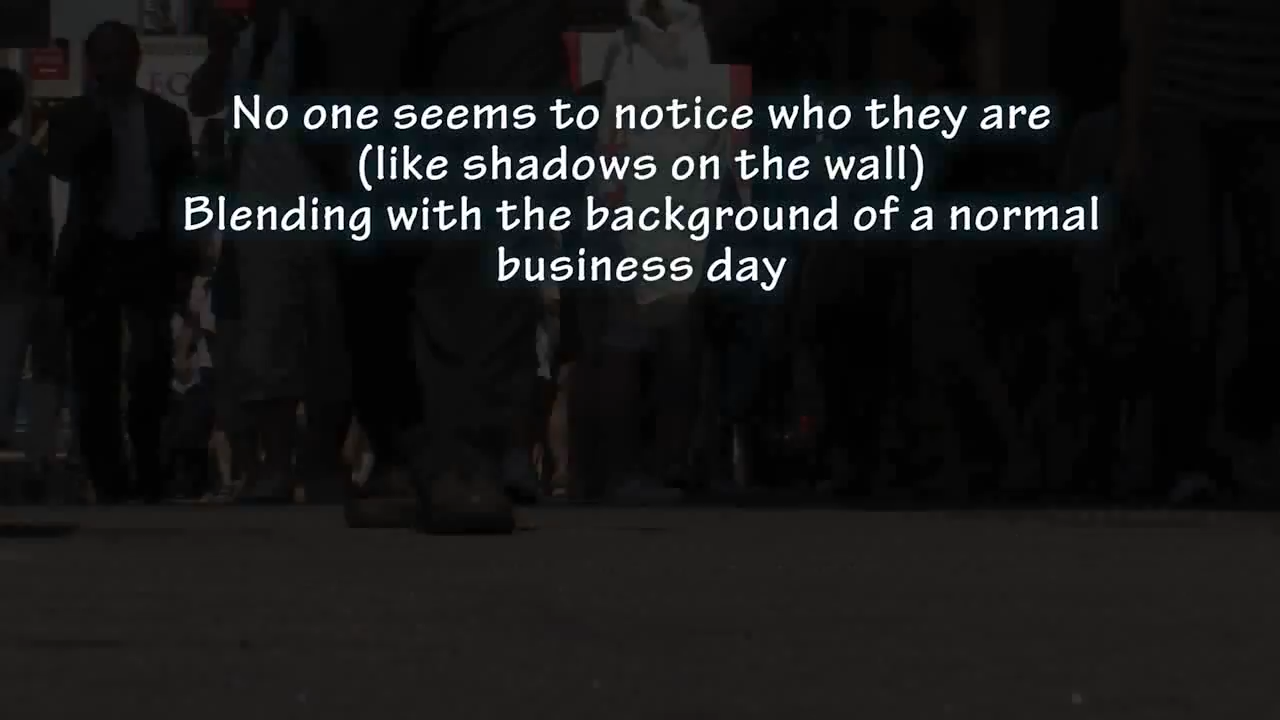 No one seems to notice who they are
(like shadows on the wall)
Blending with the background of a normal
business day